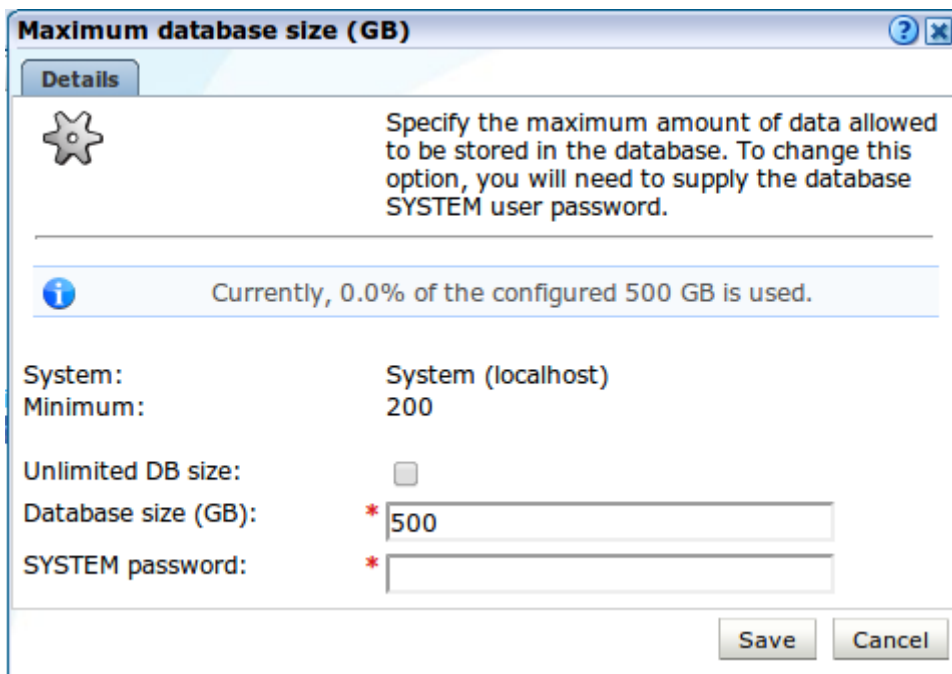 Maximum database size (GB)
Details
Specify the maximum amount of data allowed
to be stored in the database. To change this
option, you will need to supply the database
SYSTEM user password.
Currently, 0.0% of the configured 500 GB is used.
System: System (localhost)
Minimum: 200
Unlimited DB size:
Database size (GB): * 500
SYSTEM password: *
Save Cancel